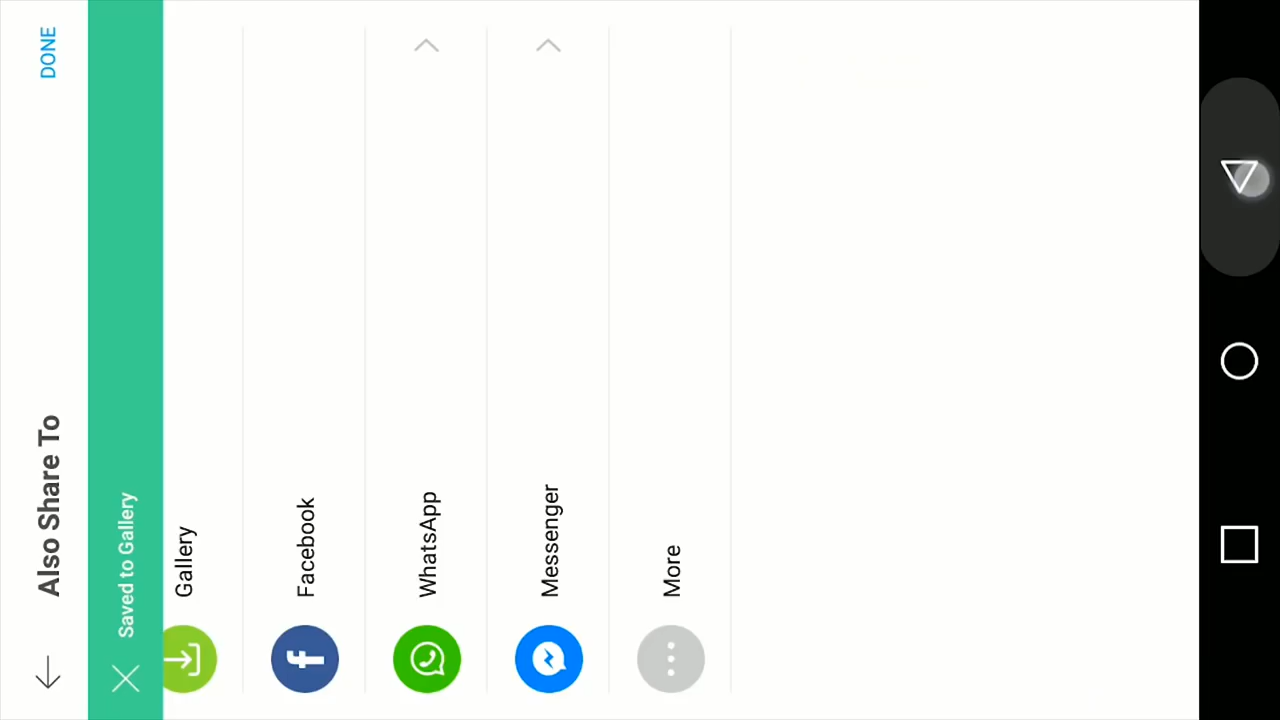 Also Share To
DONE
Saved to Gallery
Gallery
Facebook
WhatsApp
Messenger
More